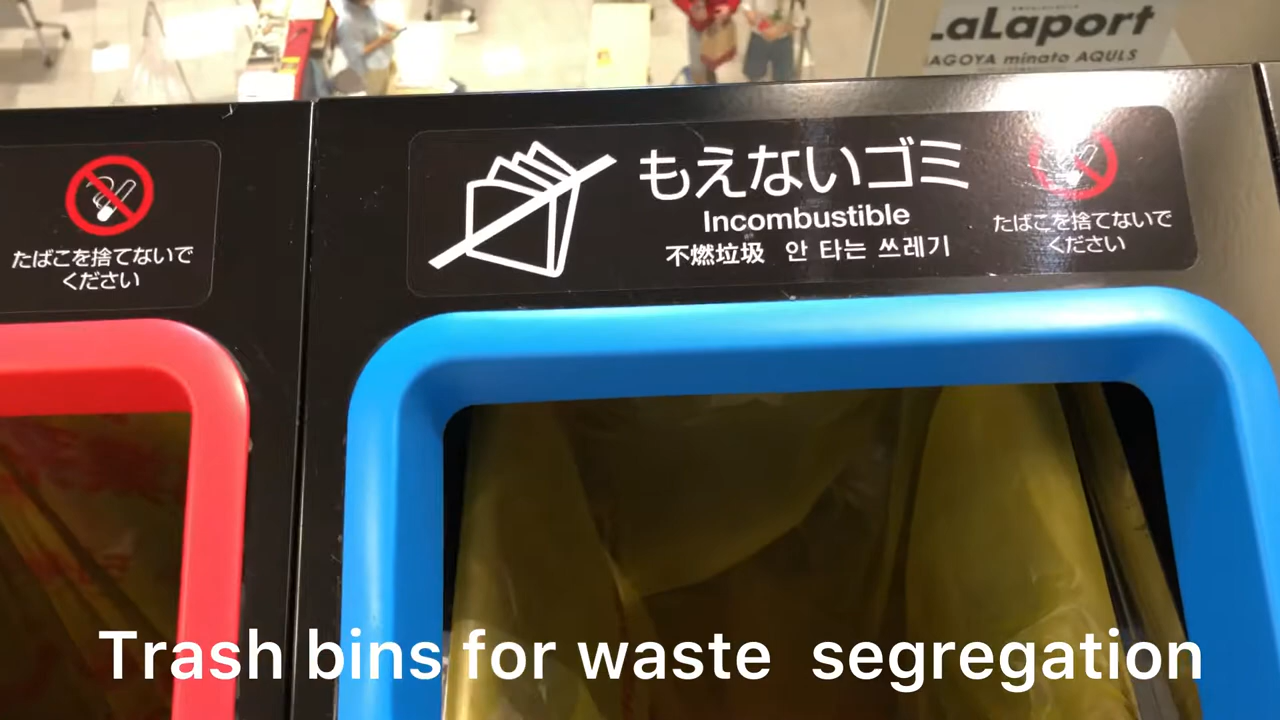 LaLaport
NAGOYA minato AQULS
たばこを捨てないで
ください
もえないゴミ
Incombustible
不燃垃圾 안 타는 쓰레기
たばこを捨てないで
ください
Trash bins for waste segregation